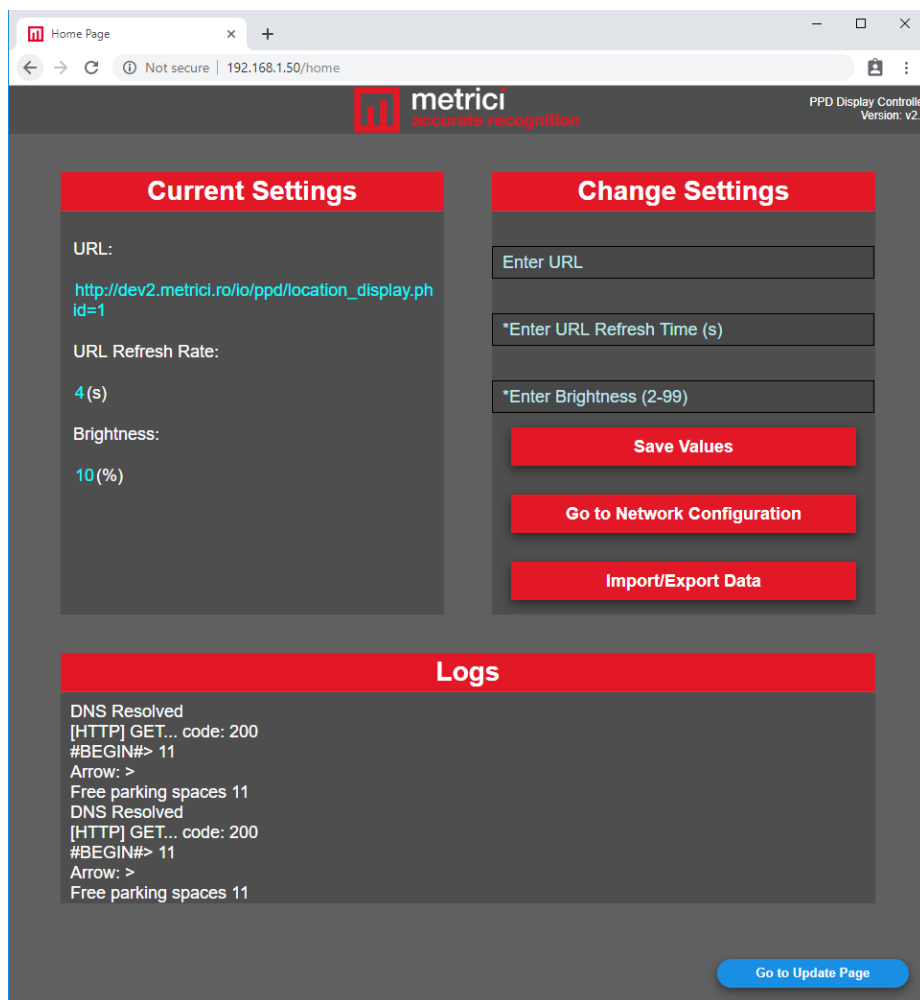 Home Page
Not secure | 192.168.1.50/home
metrici
accurate recognition
PPD Display Controlle
Version: v2.
Current Settings
URL:
http://dev2.metrici.ro/io/ppd/location_display.ph
id=1
URL Refresh Rate:
4(s)
Brightness:
10(%)
Change Settings
Enter URL
*Enter URL Refresh Time (s)
*Enter Brightness (2-99)
Save Values
Go to Network Configuration
Import/Export Data
Logs
DNS Resolved
[HTTP] GET... code: 200
#BEGIN#> 11
Arrow: >
Free parking spaces 11
DNS Resolved
[HTTP] GET... code: 200
#BEGIN#> 11
Arrow: >
Free parking spaces 11
Go to Update Page